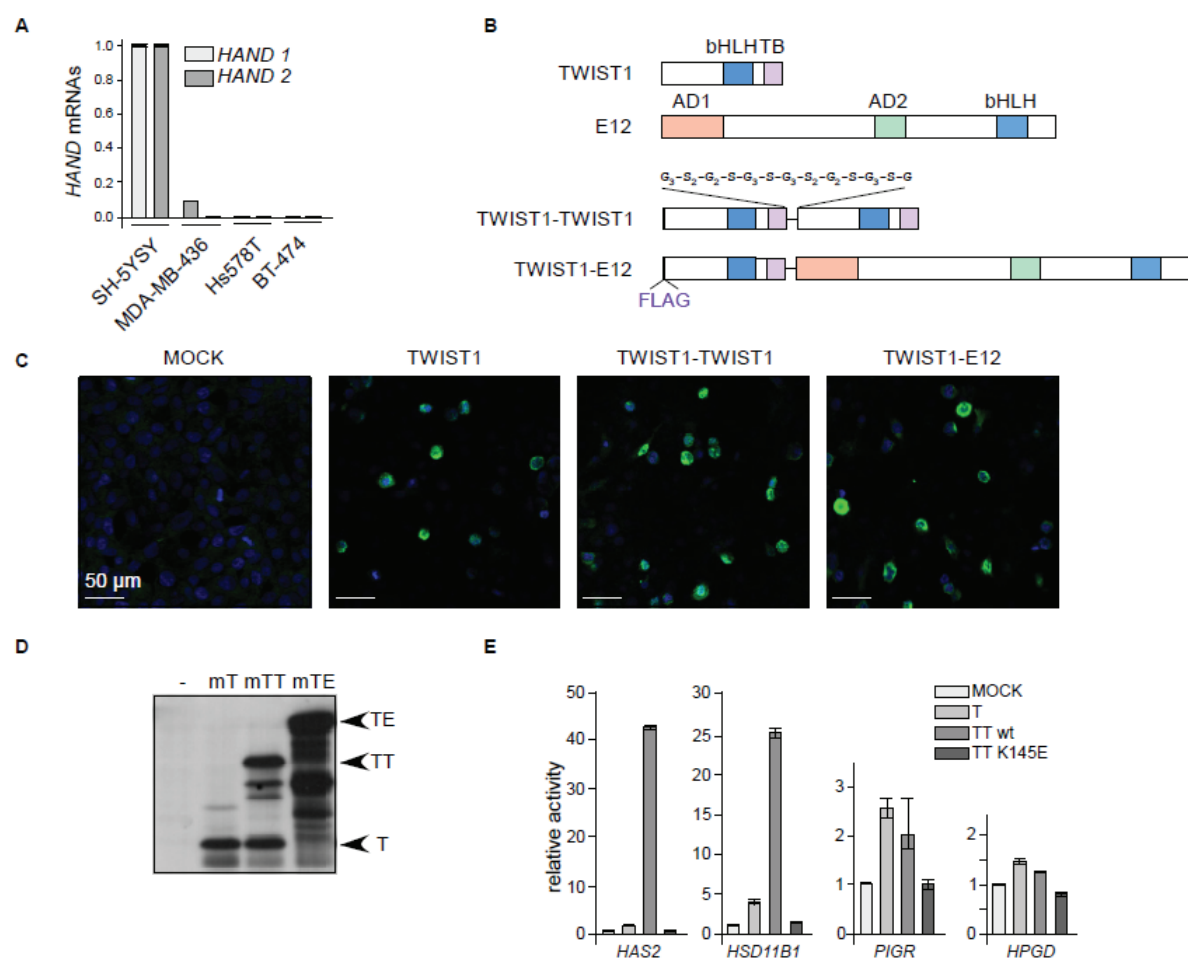 A
HAND 1
HAND 2
1.0
0.8
0.6
0.4
0.2
0.0
HAND mRNAs
SH-5YSY
MDA-MB-436
Hs578T
BT-474
B
bHLH TB
TWIST1
AD1 AD2 bHLH
E12
G3-S2-G2-S-G3-S-G3-S2-G2-S-G3-S-G
TWIST1-TWIST1
TWIST1-E12
FLAG
C
MOCK TWIST1 TWIST1-TWIST1 TWIST1-E12
50 µm
D
- mT mTT mTE
TE
TT
T
E
MOCK
T
TT wt
TT K145E
relative activity
50
40
30
20
10
0
HAS2
30
25
20
15
10
5
0
HSD11B1
3
2
1
0
PIGR
2
1
0
HPGD